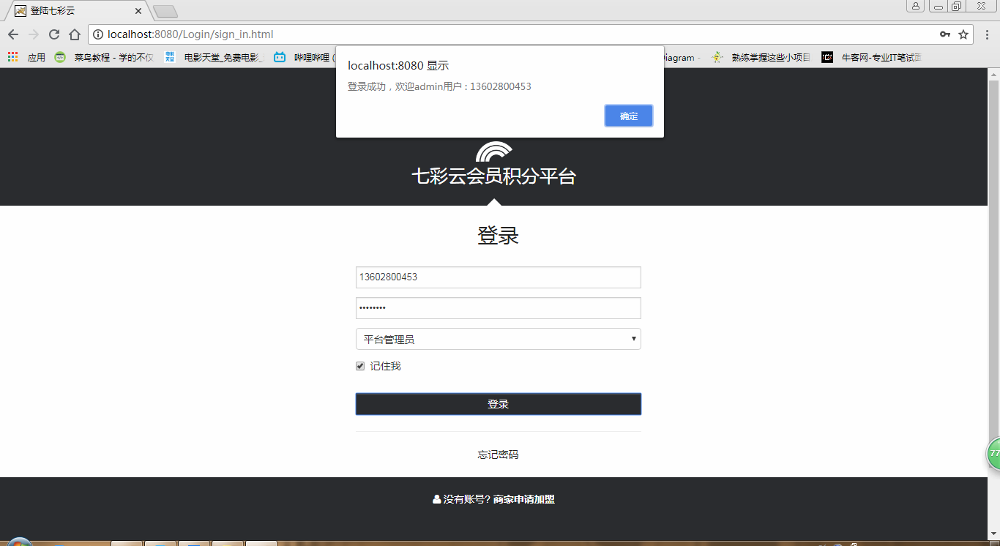 登陆七彩云
localhost:8080/Login/sign_in.html
应用 菜鸟教程 - 学的不仅 电影天堂_免费电影_ 哔哩哔哩 ( Diagram - 熟练掌握这些小项目 牛客网-专业IT笔试面
localhost:8080 显示
登录成功，欢迎admin用户 : 13602800453
确定
七彩云会员积分平台
登录
13602800453
••••••••
平台管理员
记住我
登录
忘记密码
77
没有账号? 商家申请加盟